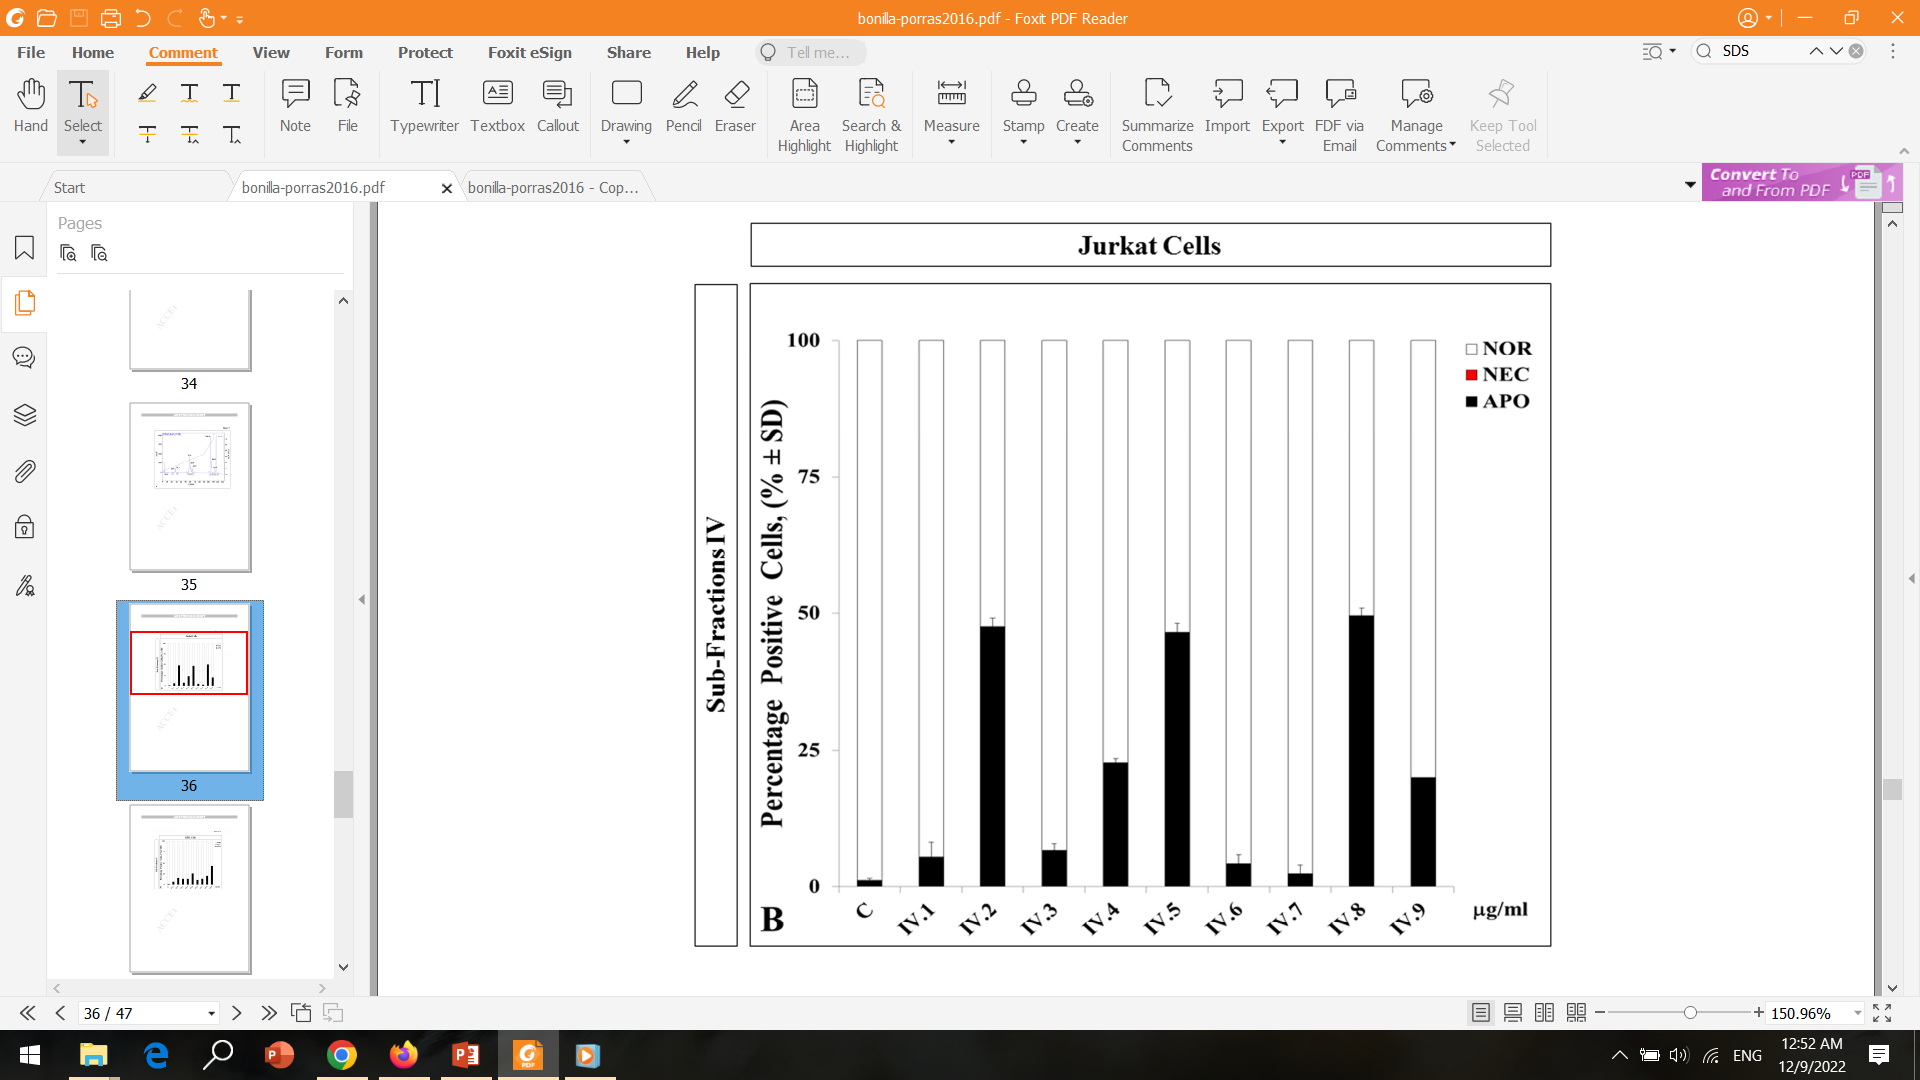 bonilla-porras2016.pdf - Foxit PDF Reader
File Home Comment View Form Protect Foxit eSign Share Help Tell me... SDS
Hand Select Note File Typewriter Textbox Callout Drawing Pencil Eraser Area Highlight Search & Highlight Measure Stamp Create Summarize Comments Import Export FDF via Email Manage Comments Keep Tool Selected
Start bonilla-porras2016.pdf bonilla-porras2016 - Cop...
Convert To
and From PDF
PDF
Pages
34
35
36
Jurkat Cells
Sub-Fractions IV
Percentage Positive Cells, (% ± SD)
100
75
50
25
0
NOR
NEC
APO
C IV.1 IV.2 IV.3 IV.4 IV.5 IV.6 IV.7 IV.8 IV.9 µg/ml
B
36 / 47
150.96%
ENG
12:52 AM
12/9/2022